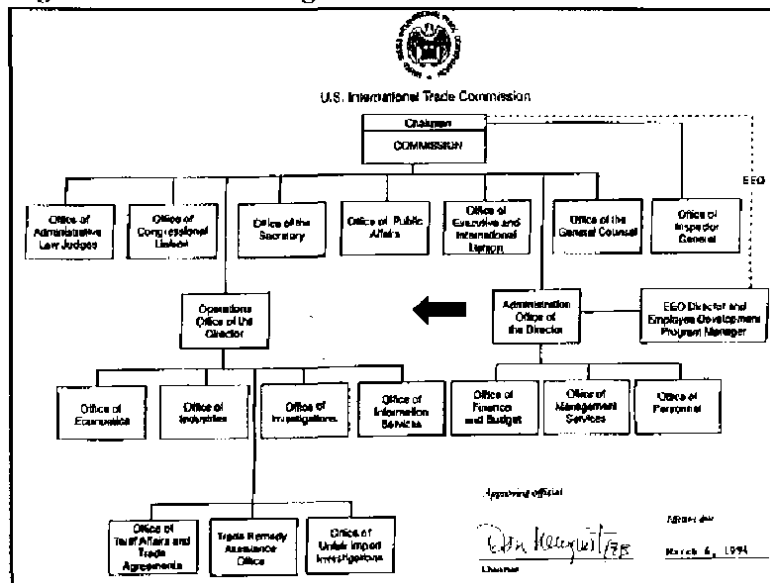 U.S. International Trade Commission
Chairman
COMMISSION
EEO
Office of
Administrative
Law Judges
Office of
Congressional
Liaison
Office of the
Secretary
Office of Public
Affairs
Office of
Executive and
International
Liaison
Office of the
General Counsel
Office of
Inspector
General
Operations
Office of the
Director
Administration
Office of
the Director
EEO Director and
Employee Development
Program Manager
Office of
Economics
Office of
Industries
Office of
Investigations
Office of
Information
Services
Office of
Finance
and Budget
Office of
Management
Services
Office of
Personnel
Office of
Tariff Affairs and
Trade
Agreements
Trade Remedy
Assistance
Office
Office of
Unfair Import
Investigations
Approving official
Effective date
Chairman
March 6, 1994